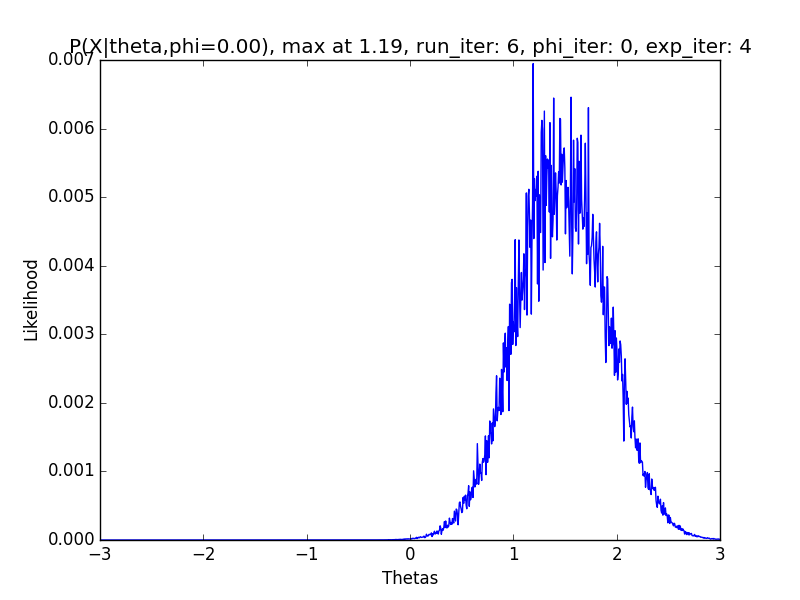 P(X|theta,phi=0.00), max at 1.19, run_iter: 6, phi_iter: 0, exp_iter: 4
0.007
0.006
0.005
0.004
0.003
0.002
0.001
0.000
Likelihood
−3 −2 −1 0 1 2 3
Thetas